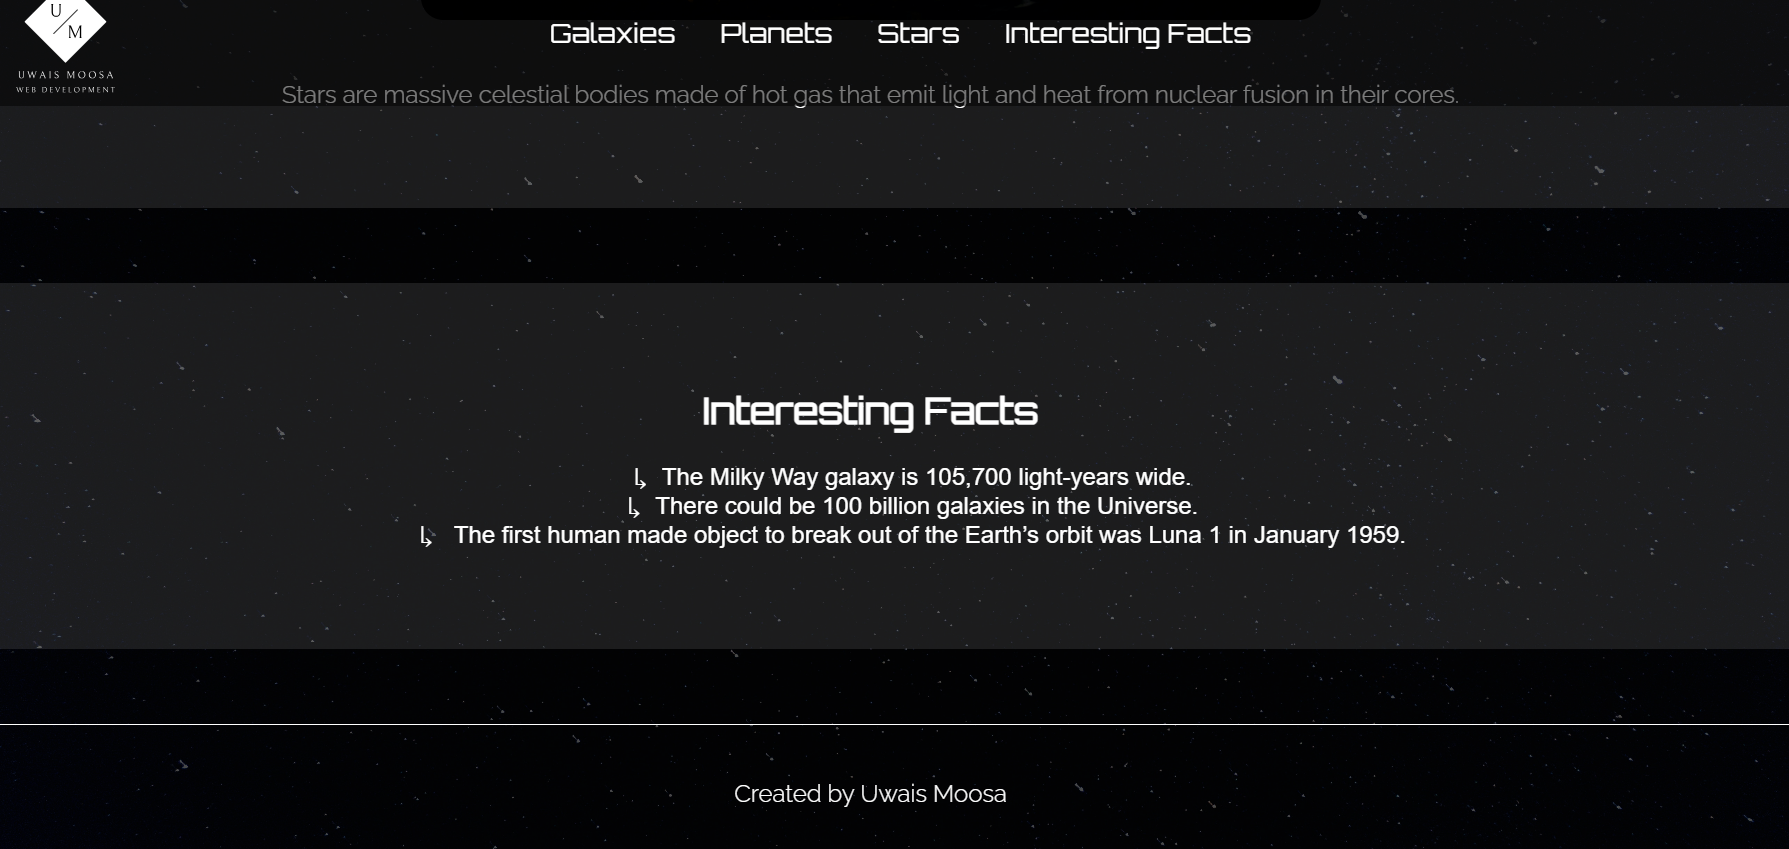 U
M
UWAIS MOOSA
WEB DEVELOPMENT
Galaxies Planets Stars Interesting Facts
Stars are massive celestial bodies made of hot gas that emit light and heat from nuclear fusion in their cores.
Interesting Facts
↳ The Milky Way galaxy is 105,700 light-years wide.
↳ There could be 100 billion galaxies in the Universe.
↳ The first human made object to break out of the Earth’s orbit was Luna 1 in January 1959.
Created by Uwais Moosa